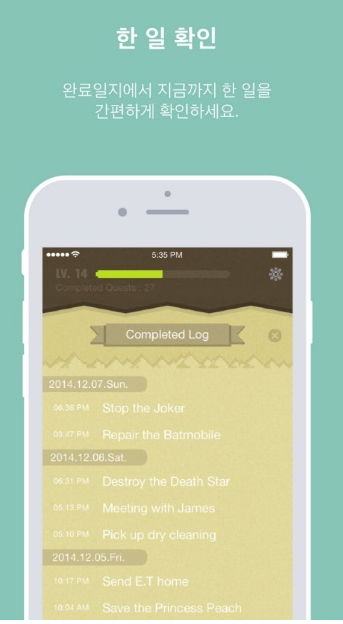 한 일 확인
완료일지에서 지금까지 한 일을
간편하게 확인하세요.
5:35 PM
LV. 14
Completed Quests : 27
Completed Log
2014.12.07.Sun.
06:36 PM Stop the Joker
03:47 PM Repair the Batmobile
2014.12.06.Sat.
06:31 PM Destroy the Death Star
05:13 PM Meeting with James
05:10 PM Pick up dry cleaning
2014.12.05.Fri.
10:17 PM Send E.T home
10:04 AM Save the Princess Peach